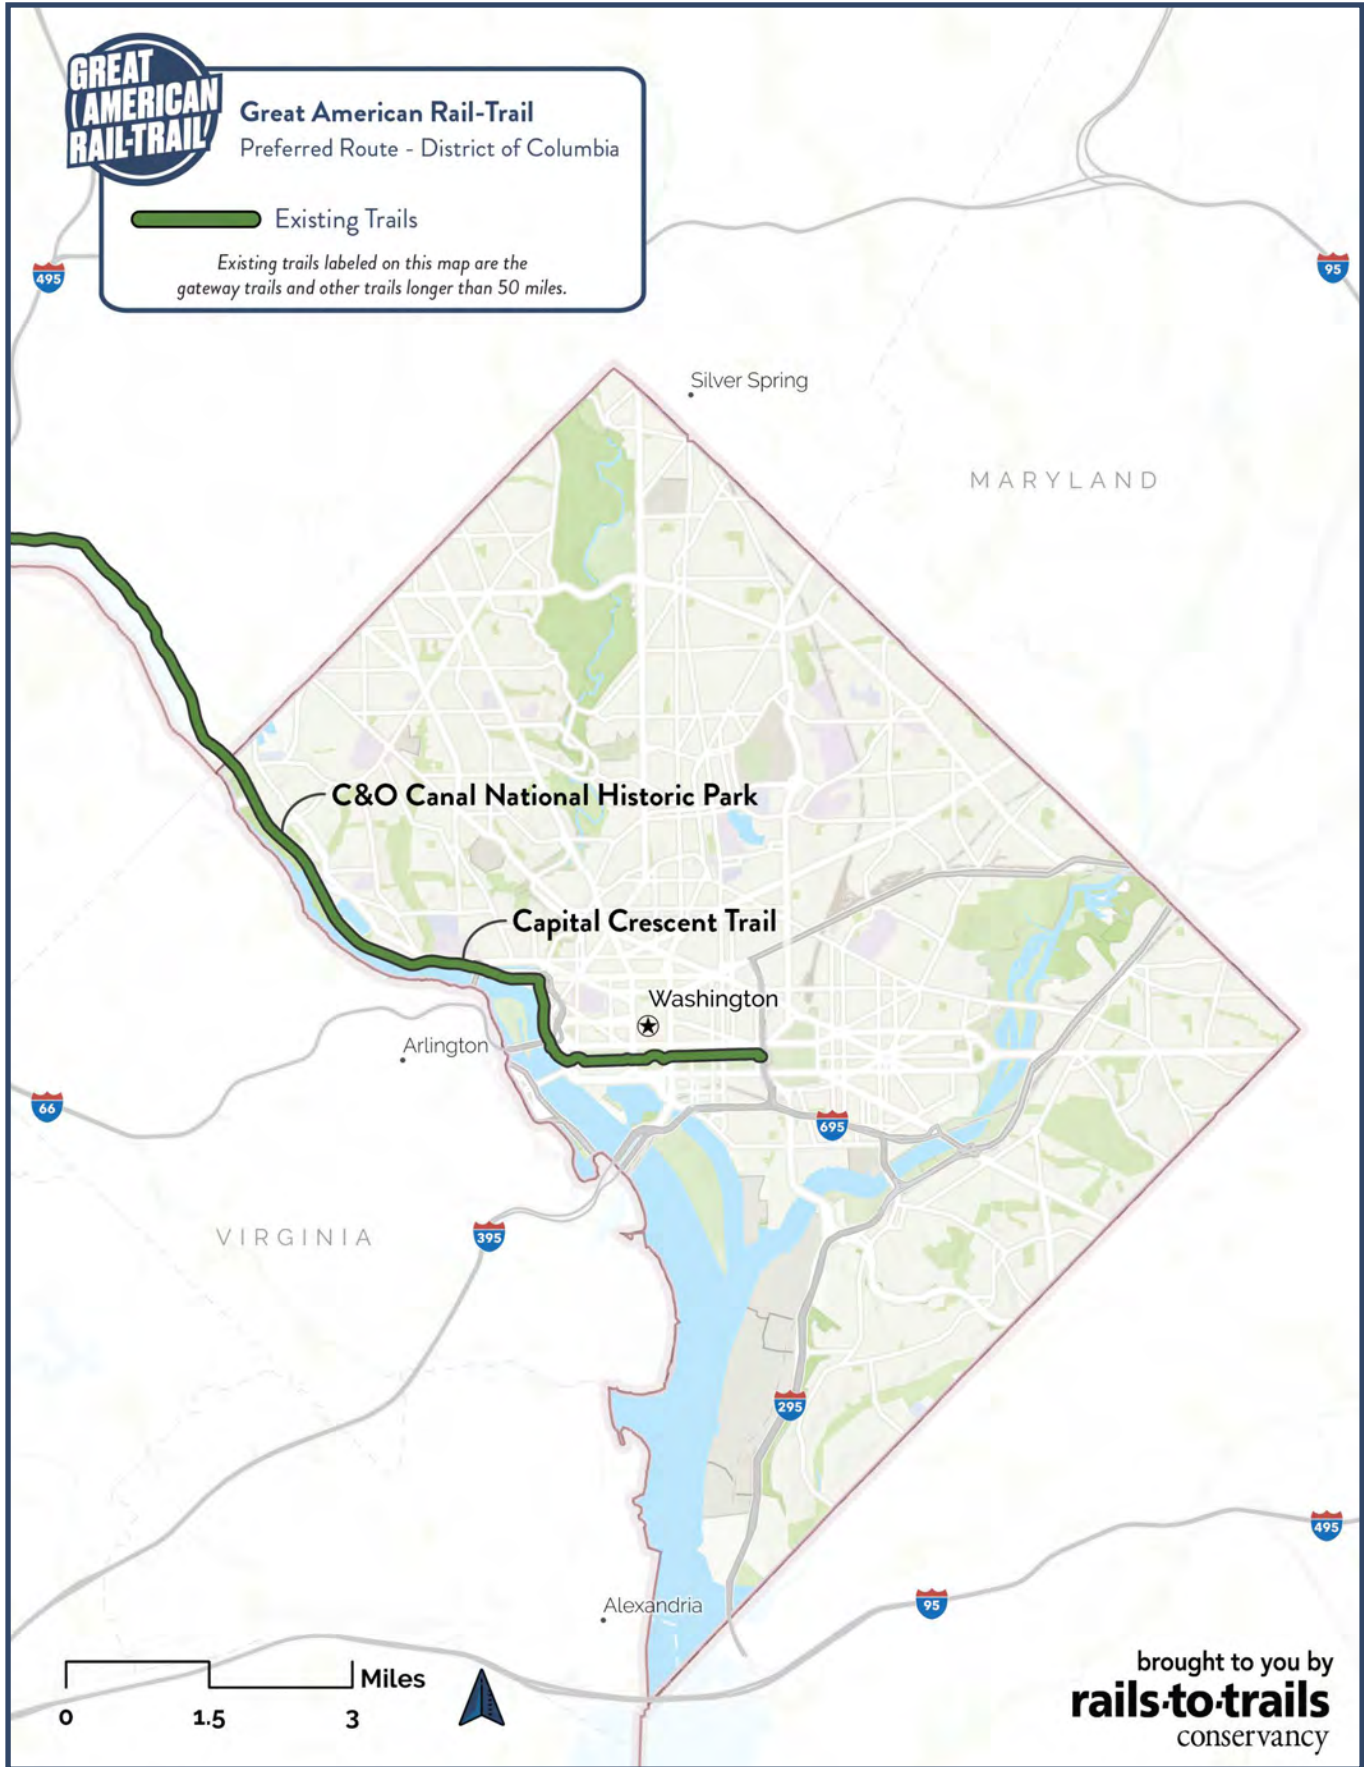 GREAT
AMERICAN
RAIL-TRAIL
Great American Rail-Trail
Preferred Route - District of Columbia
Existing Trails
Existing trails labeled on this map are the
gateway trails and other trails longer than 50 miles.
495
95
Silver Spring
MARYLAND
C&O Canal National Historic Park
Capital Crescent Trail
Washington
Arlington
66
695
VIRGINIA
395
295
495
95
Alexandria
Miles
0 1.5 3
brought to you by
rails-to-trails
conservancy